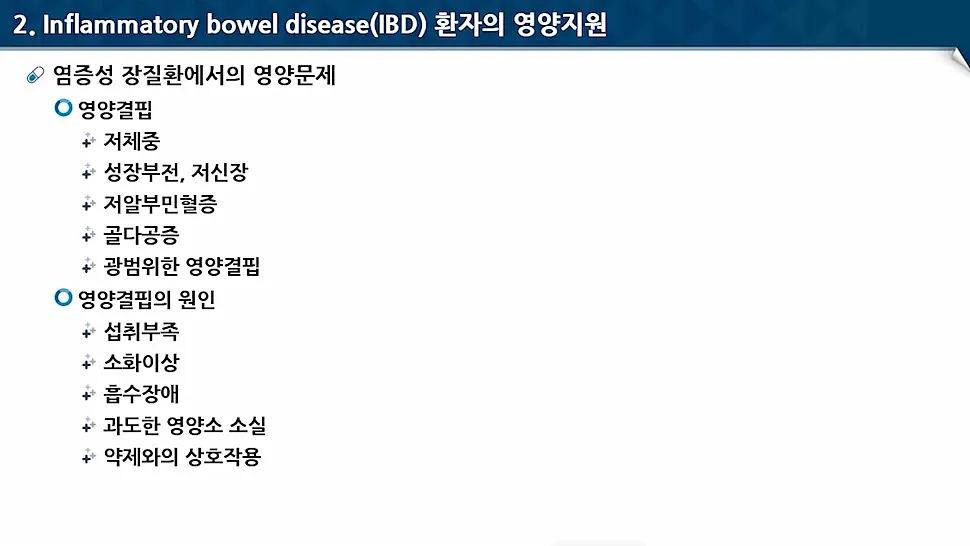 2. Inflammatory bowel disease(IBD) 환자의 영양지원
염증성 장질환에서의 영양문제
영양결핍
저체중
성장부전, 저신장
저알부민혈증
골다공증
광범위한 영양결핍
영양결핍의 원인
섭취부족
소화이상
흡수장애
과도한 영양소 소실
약제와의 상호작용